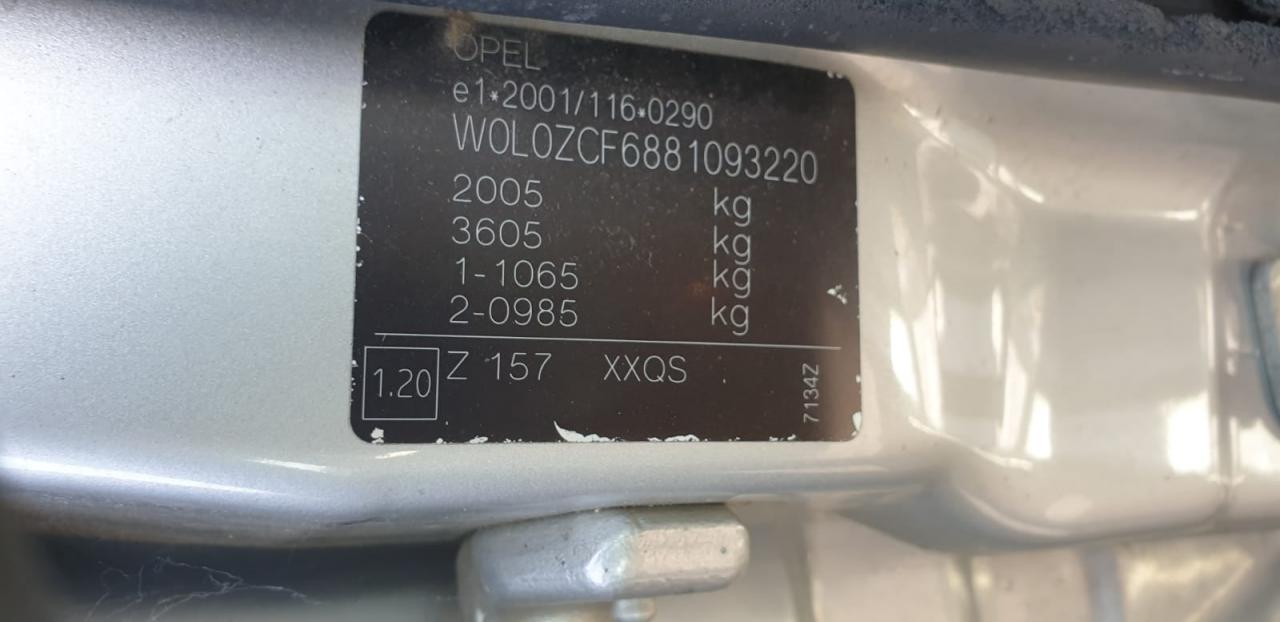 OPEL
e1*2001/116*0290
W0L0ZCF6881093220
2005 kg
3605 kg
1-1065 kg
2-0985 kg
1.20 Z 157 XXQS
7134Z